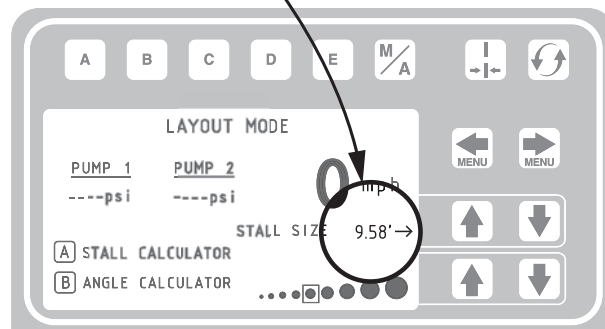 A B C D E M/A
LAYOUT MODE
PUMP 1 PUMP 2 0 mph
----psi ----psi
MENU MENU
STALL SIZE 9.58'→
A STALL CALCULATOR
B ANGLE CALCULATOR